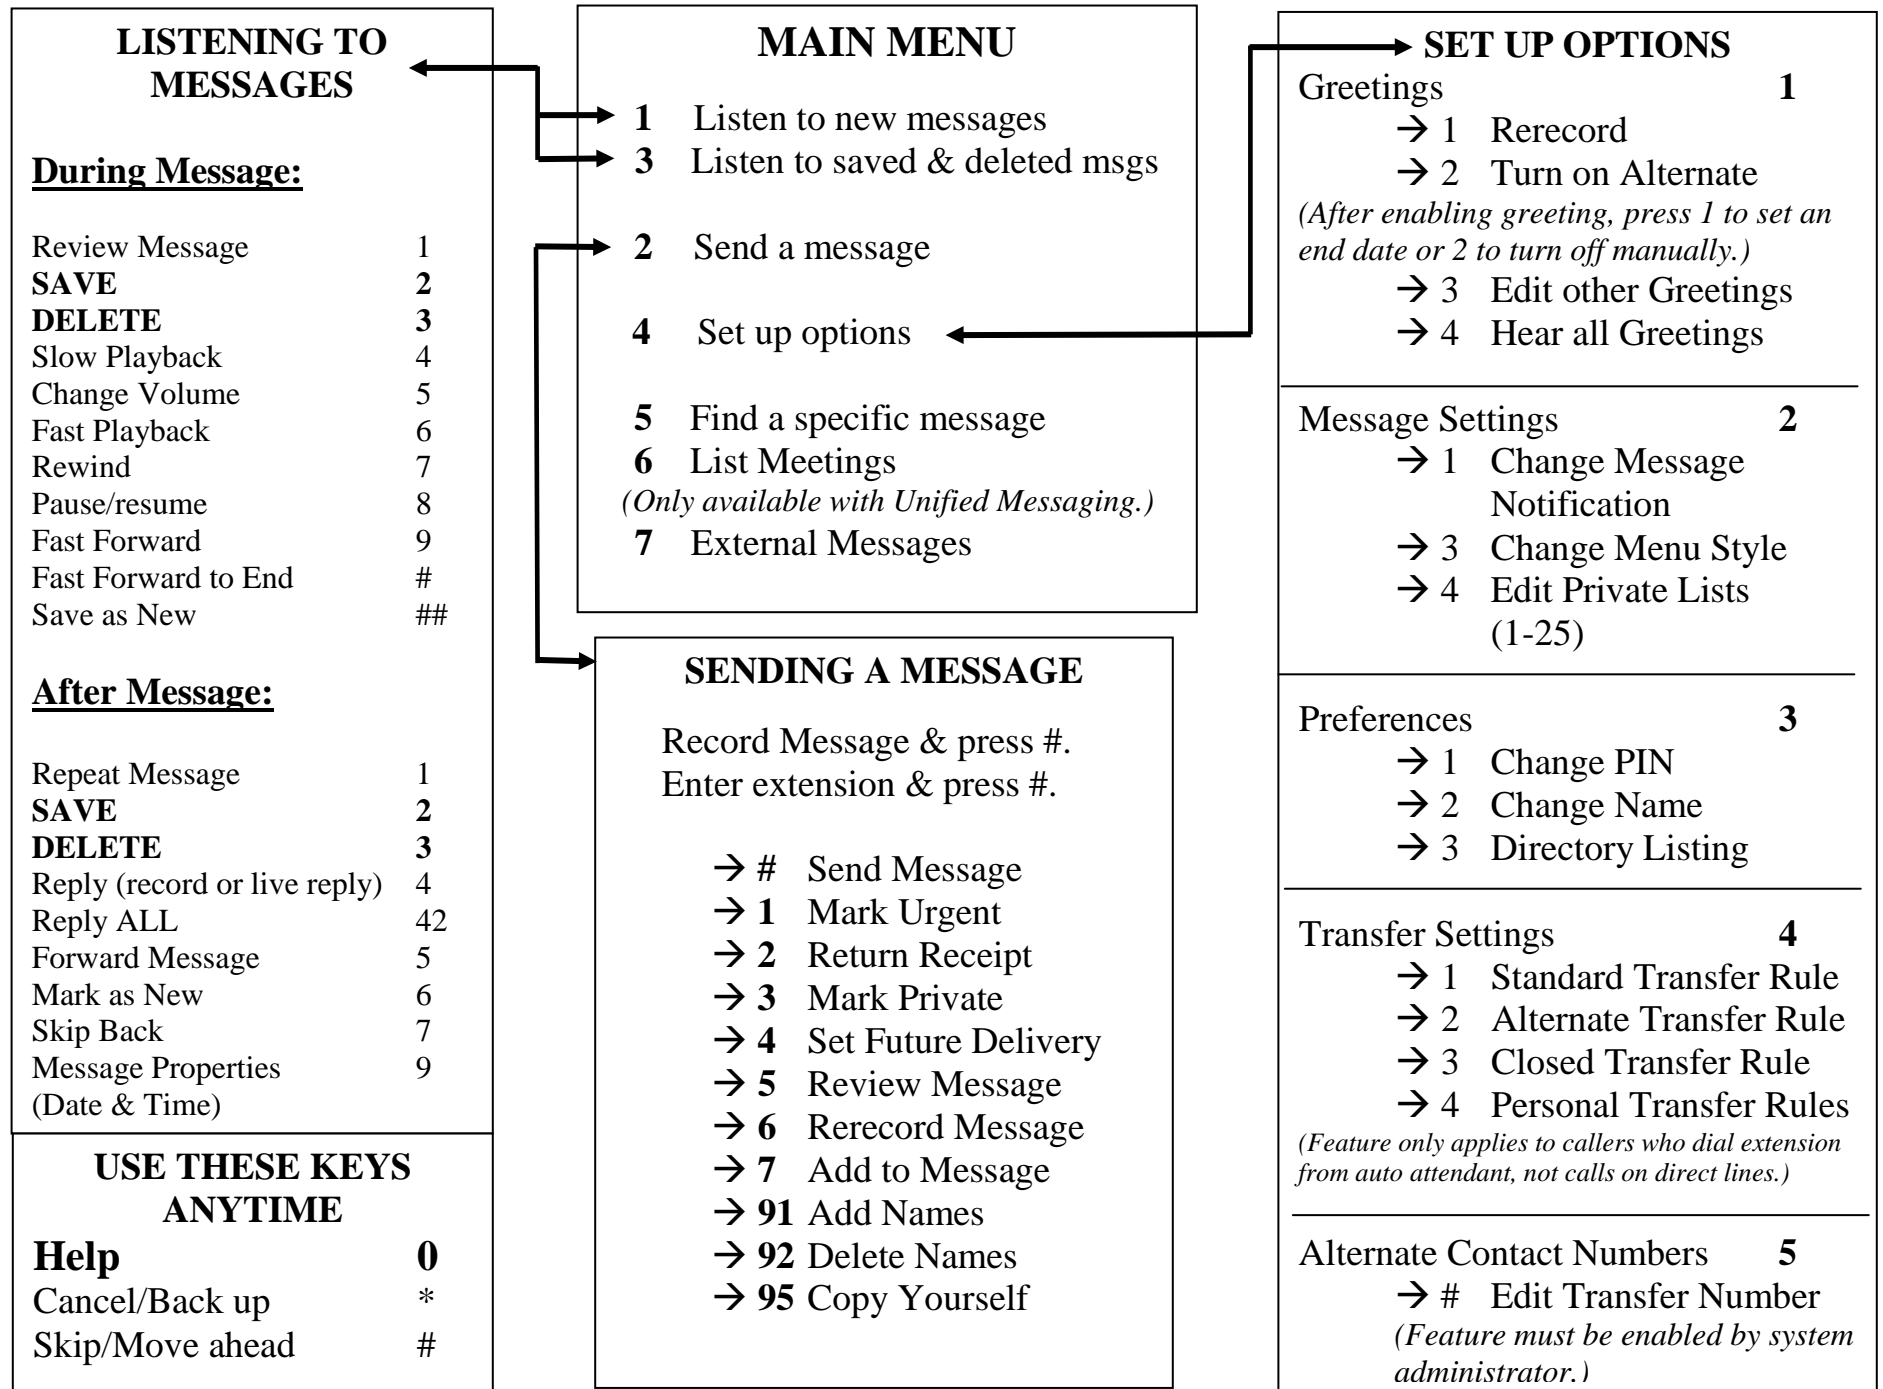 LISTENING TO
MESSAGES
During Message:
Review Message 1
SAVE 2
DELETE 3
Slow Playback 4
Change Volume 5
Fast Playback 6
Rewind 7
Pause/resume 8
Fast Forward 9
Fast Forward to End #
Save as New ##
After Message:
Repeat Message 1
SAVE 2
DELETE 3
Reply (record or live reply) 4
Reply ALL 42
Forward Message 5
Mark as New 6
Skip Back 7
Message Properties 9
(Date & Time)
USE THESE KEYS
ANYTIME
Help 0
Cancel/Back up *
Skip/Move ahead #
MAIN MENU
1 Listen to new messages
3 Listen to saved & deleted msgs
2 Send a message
4 Set up options
5 Find a specific message
6 List Meetings
(Only available with Unified Messaging.)
7 External Messages
SENDING A MESSAGE
Record Message & press #.
Enter extension & press #.
→ # Send Message
→ 1 Mark Urgent
→ 2 Return Receipt
→ 3 Mark Private
→ 4 Set Future Delivery
→ 5 Review Message
→ 6 Rerecord Message
→ 7 Add to Message
→ 91 Add Names
→ 92 Delete Names
→ 95 Copy Yourself
SET UP OPTIONS
Greetings 1
→ 1 Rerecord
→ 2 Turn on Alternate
(After enabling greeting, press 1 to set an
end date or 2 to turn off manually.)
→ 3 Edit other Greetings
→ 4 Hear all Greetings
Message Settings 2
→ 1 Change Message
Notification
→ 3 Change Menu Style
→ 4 Edit Private Lists
(1-25)
Preferences 3
→ 1 Change PIN
→ 2 Change Name
→ 3 Directory Listing
Transfer Settings 4
→ 1 Standard Transfer Rule
→ 2 Alternate Transfer Rule
→ 3 Closed Transfer Rule
→ 4 Personal Transfer Rules
(Feature only applies to callers who dial extension
from auto attendant, not calls on direct lines.)
Alternate Contact Numbers 5
→ # Edit Transfer Number
(Feature must be enabled by system
administrator.)